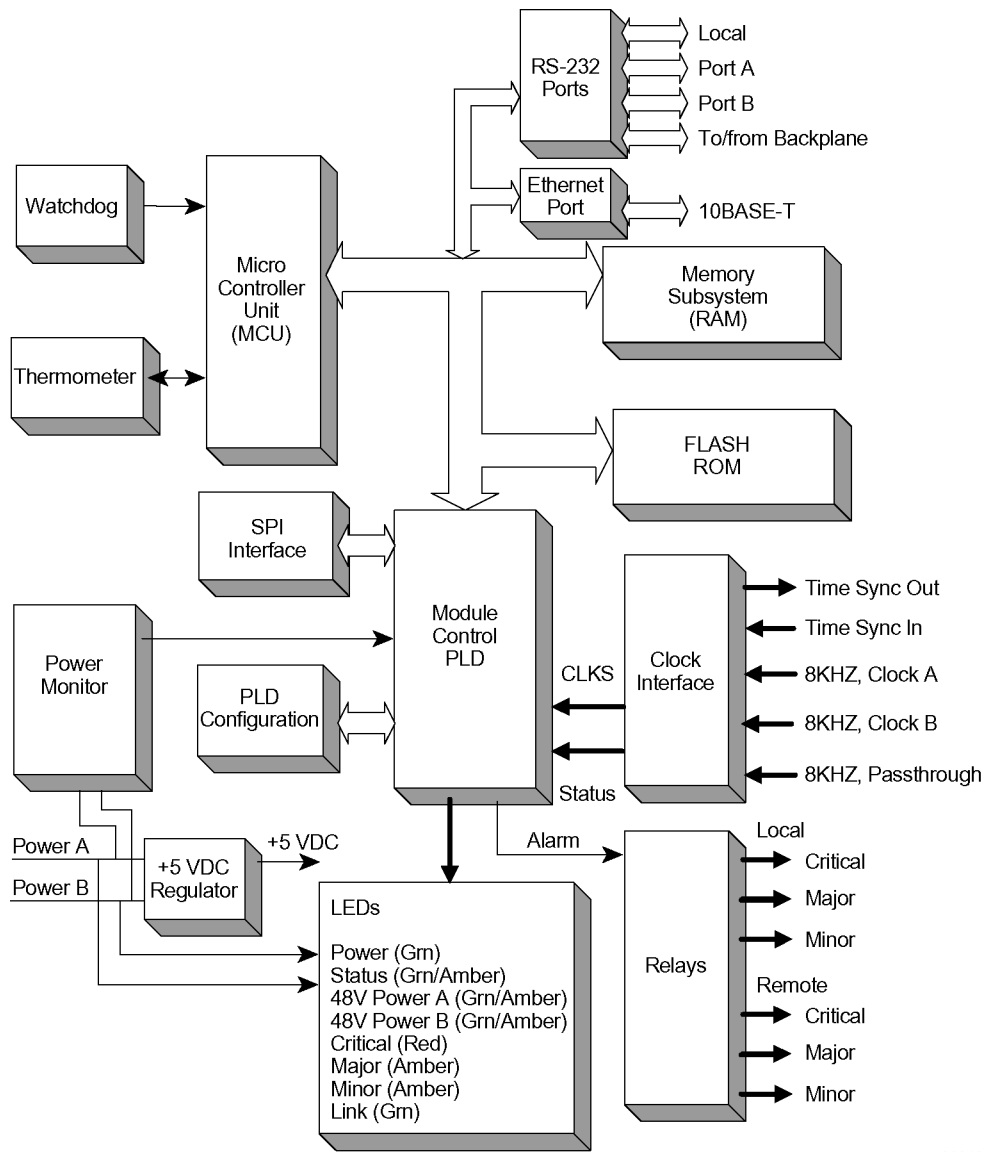 RS-232
Ports
Local
Port A
Port B
To/from Backplane
Ethernet
Port
10BASE-T
Watchdog
Micro
Controller
Unit
(MCU)
Memory
Subsystem
(RAM)
Thermometer
FLASH
ROM
SPI
Interface
Module
Control
PLD
Power
Monitor
PLD
Configuration
CLKS
Status
Clock
Interface
Time Sync Out
Time Sync In
8KHZ, Clock A
8KHZ, Clock B
8KHZ, Passthrough
Power A
Power B
+5 VDC
Regulator
+5 VDC
Alarm
LEDs
Power (Grn)
Status (Grn/Amber)
48V Power A (Grn/Amber)
48V Power B (Grn/Amber)
Critical (Red)
Major (Amber)
Minor (Amber)
Link (Grn)
Relays
Local
Critical
Major
Minor
Remote
Critical
Major
Minor